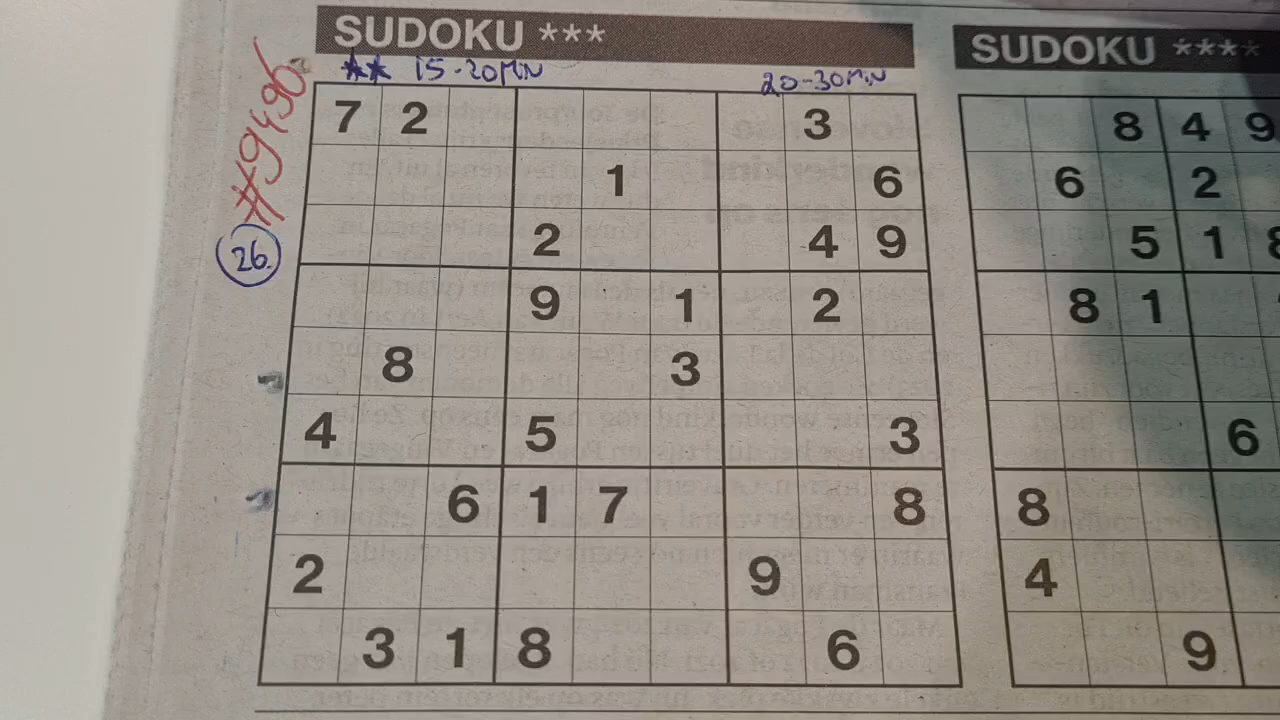 SUDOKU ***
SUDOKU ****
** 15-20MIN
20-30MIN
#9496
26.
7 2 3
1 6
2 4 9
9 1 2
8 3
4 5 3
6 1 7 8
2 9
3 1 8 6
8 4 9
6 2
5 1 8
8 1
6
8
4
9